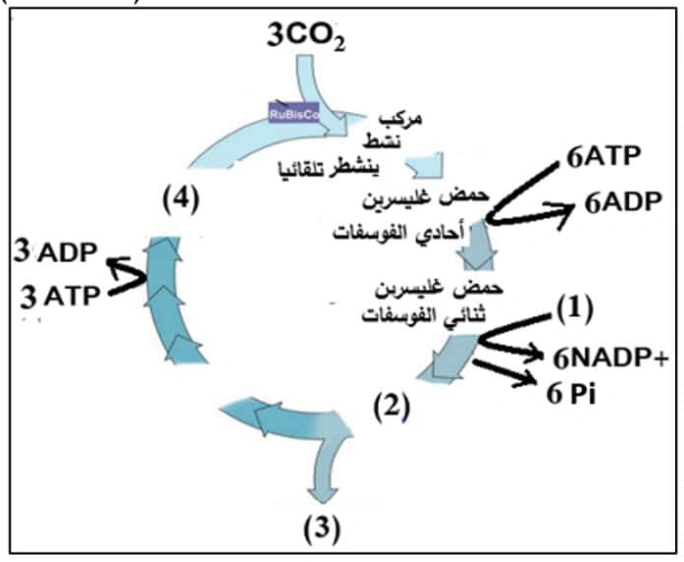 3CO₂
RuBisCo
مركب
نشط
ينشطر تلقائيا
6ATP
6ADP
حمض غليسرين
أحادي الفوسفات
(4)
3 ADP
3 ATP
حمض غليسرين
ثنائي الفوسفات
(1)
6NADP+
6 Pi
(2)
(3)